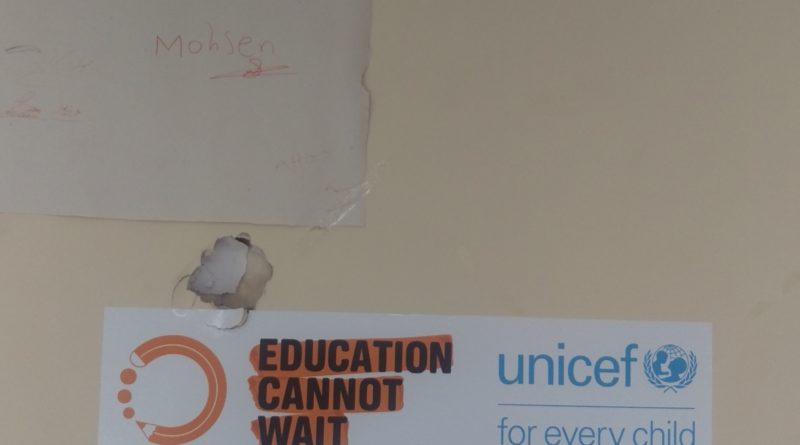 Mohsen
EDUCATION
CANNOT
WAIT
unicef
for every child